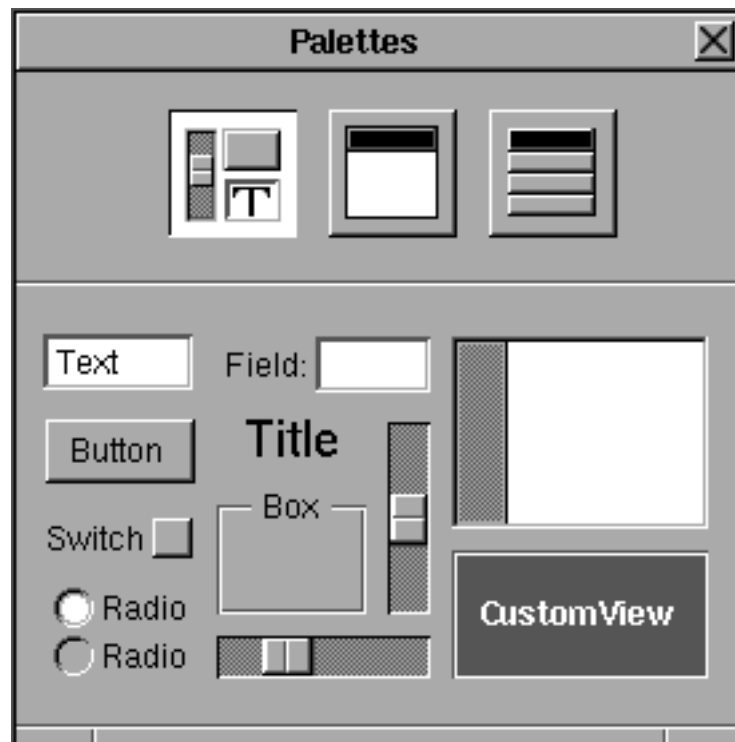 Palettes
T
Text
Field:
Button
Title
Box
Switch
Radio
Radio
CustomView